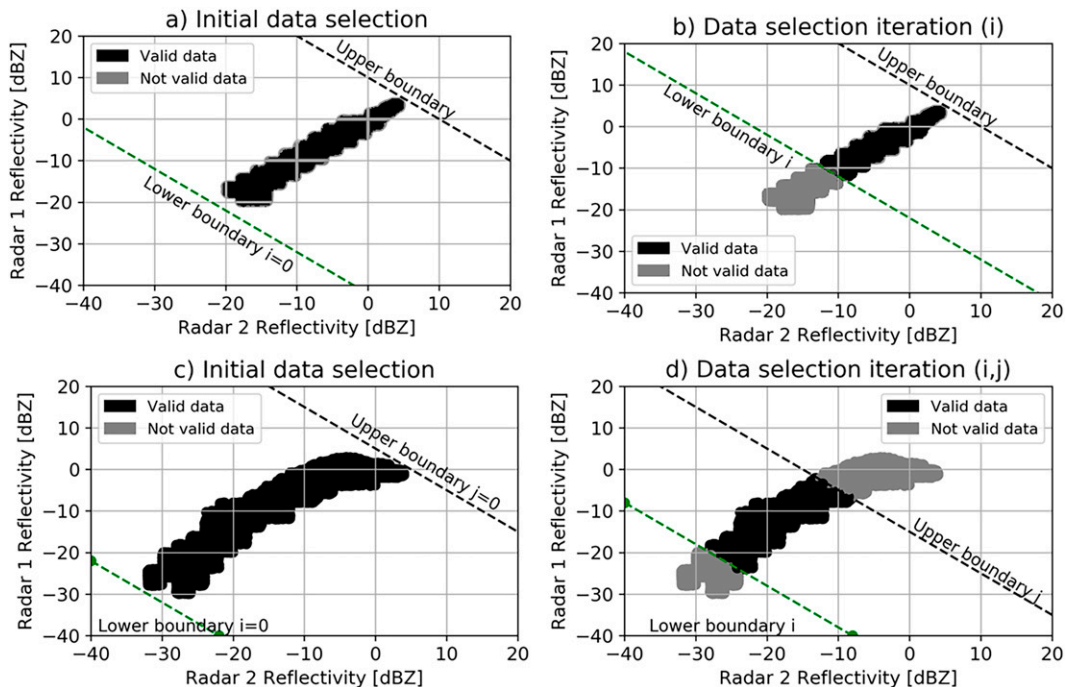 a) Initial data selection
20
10
0
−10
−20
−30
−40
−40 −30 −20 −10 0 10 20
Radar 1 Reflectivity [dBZ]
Radar 2 Reflectivity [dBZ]
Valid data
Not valid data
Upper boundary
Lower boundary i=0
b) Data selection iteration (i)
20
10
0
−10
−20
−30
−40
−40 −30 −20 −10 0 10 20
Radar 1 Reflectivity [dBZ]
Radar 2 Reflectivity [dBZ]
Upper boundary
Lower boundary i
Valid data
Not valid data
c) Initial data selection
20
10
0
−10
−20
−30
−40
−40 −30 −20 −10 0 10 20
Radar 1 Reflectivity [dBZ]
Radar 2 Reflectivity [dBZ]
Valid data
Not valid data
Upper boundary j=0
Lower boundary i=0
d) Data selection iteration (i,j)
20
10
0
−10
−20
−30
−40
−40 −30 −20 −10 0 10 20
Radar 1 Reflectivity [dBZ]
Radar 2 Reflectivity [dBZ]
Valid data
Not valid data
Upper boundary j
Lower boundary i